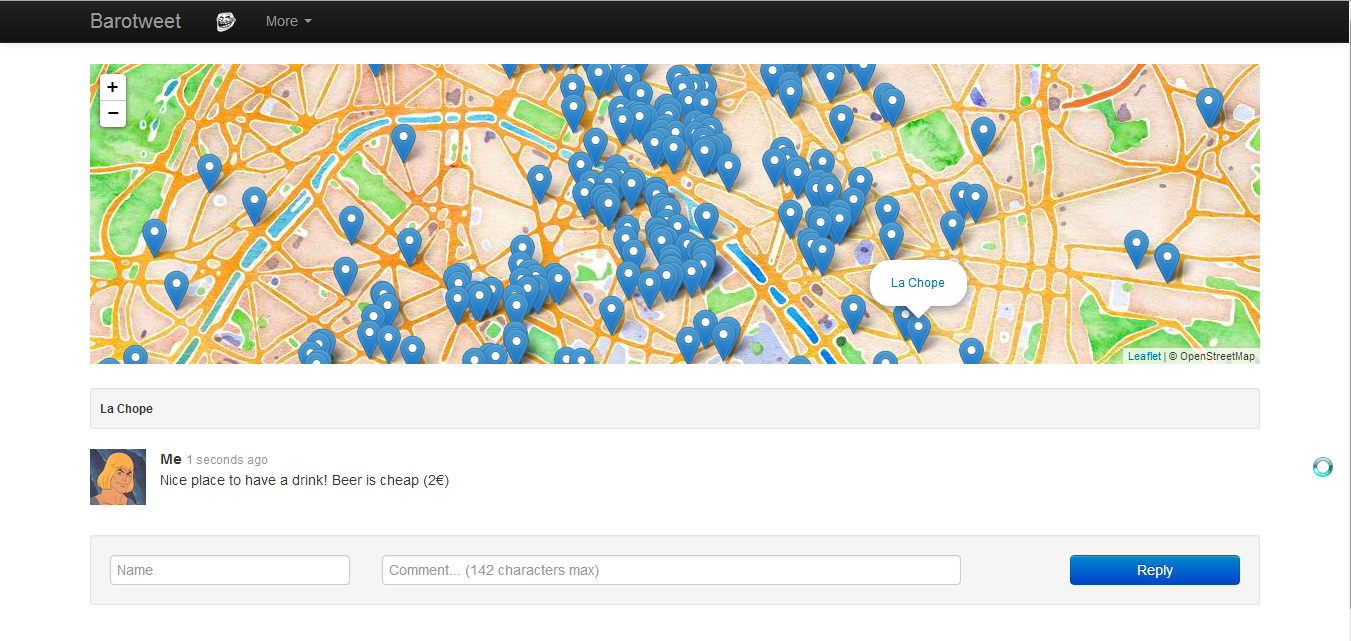 Barotweet More
+
−
La Chope
Leaflet | © OpenStreetMap
La Chope
Me 1 seconds ago
Nice place to have a drink! Beer is cheap (2€)
Name Comment... (142 characters max) Reply